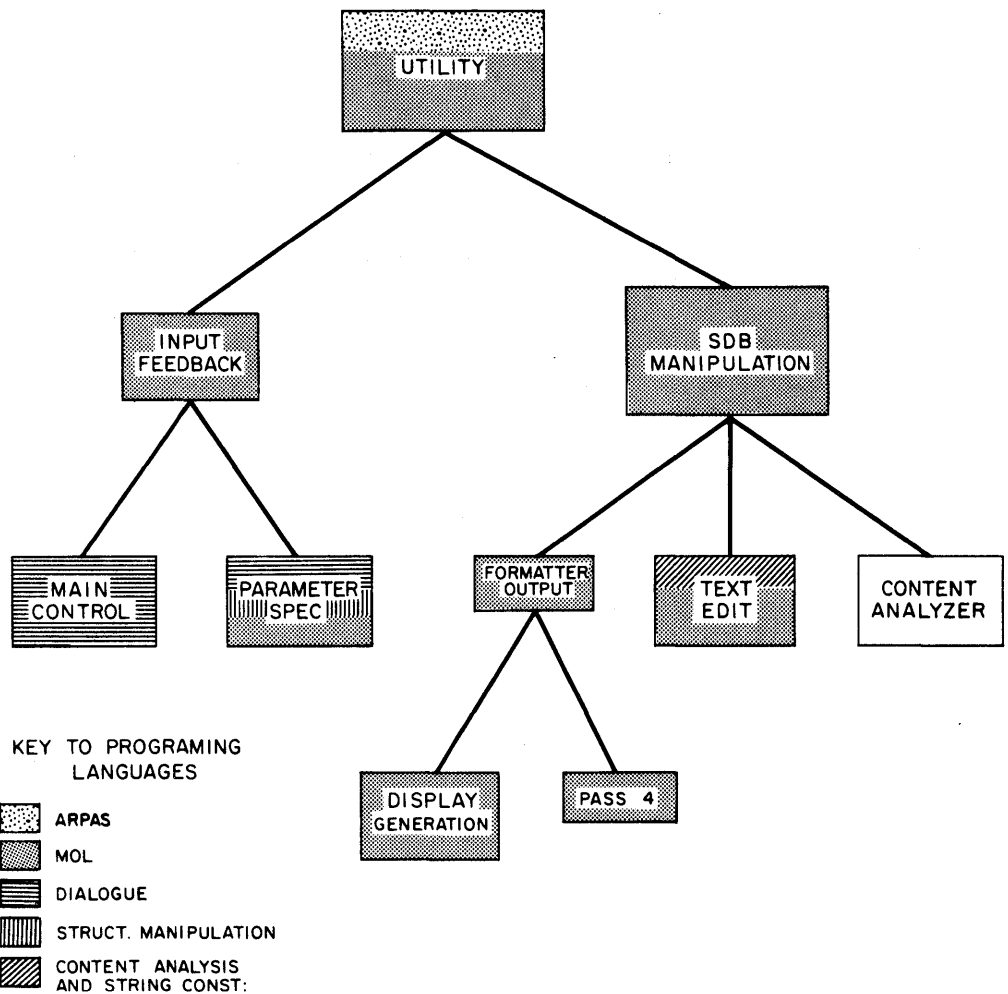 UTILITY
INPUT
FEEDBACK
SDB
MANIPULATION
MAIN
CONTROL
PARAMETER
SPEC
FORMATTER
OUTPUT
TEXT
EDIT
CONTENT
ANALYZER
DISPLAY
GENERATION
PASS 4
KEY TO PROGRAMING
LANGUAGES
ARPAS
MOL
DIALOGUE
STRUCT. MANIPULATION
CONTENT ANALYSIS
AND STRING CONST: